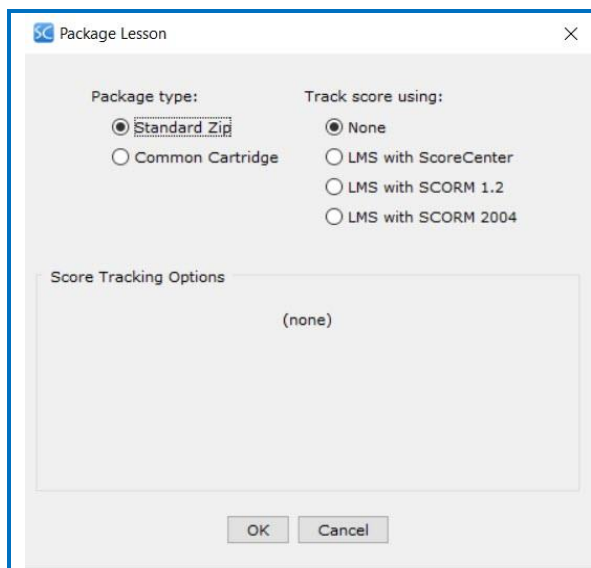 SC Package Lesson
Package type:
Standard Zip
Common Cartridge
Track score using:
None
LMS with ScoreCenter
LMS with SCORM 1.2
LMS with SCORM 2004
Score Tracking Options
(none)
OK Cancel